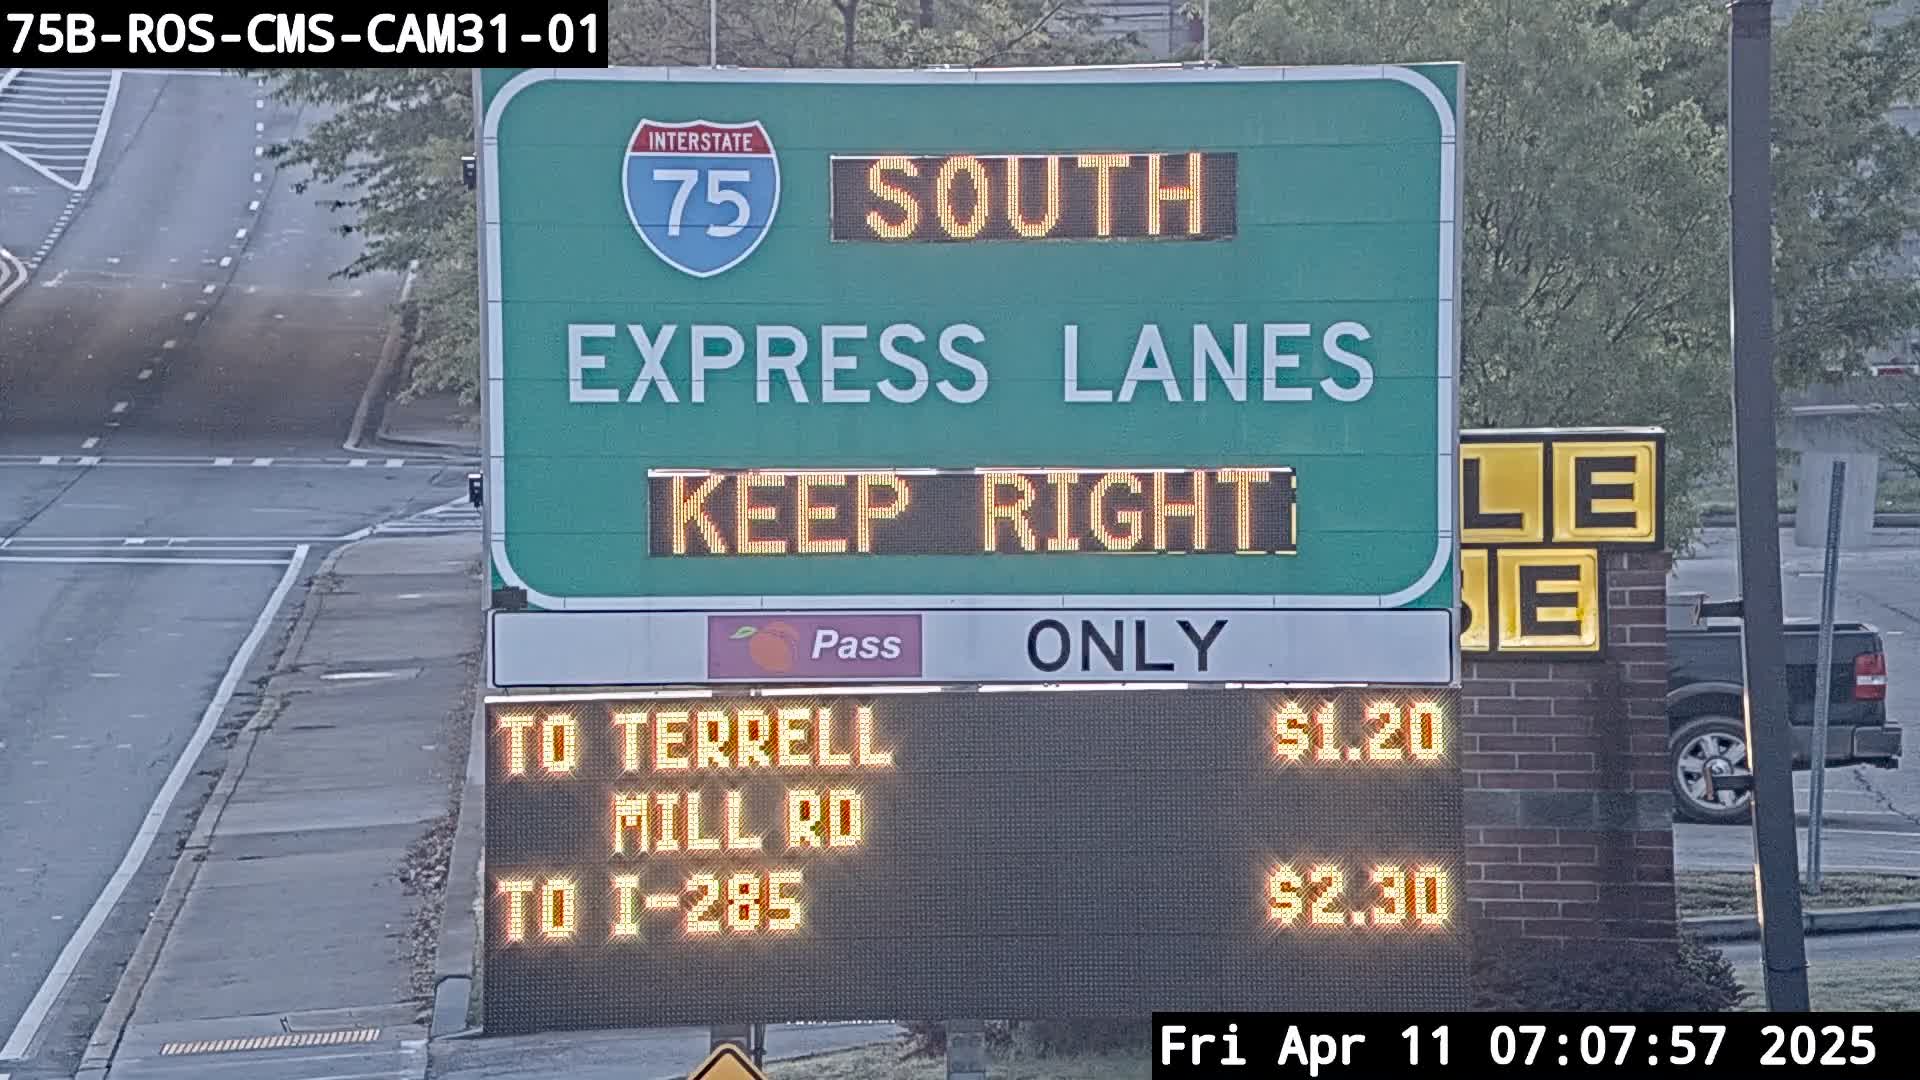 75B-ROS-CMS-CAM31-01
INTERSTATE
75
SOUTH
EXPRESS LANES
KEEP RIGHT
Pass ONLY
TO TERRELL $1.20
MILL RD
TO I-285 $2.30
LE
E
Fri Apr 11 07:07:57 2025